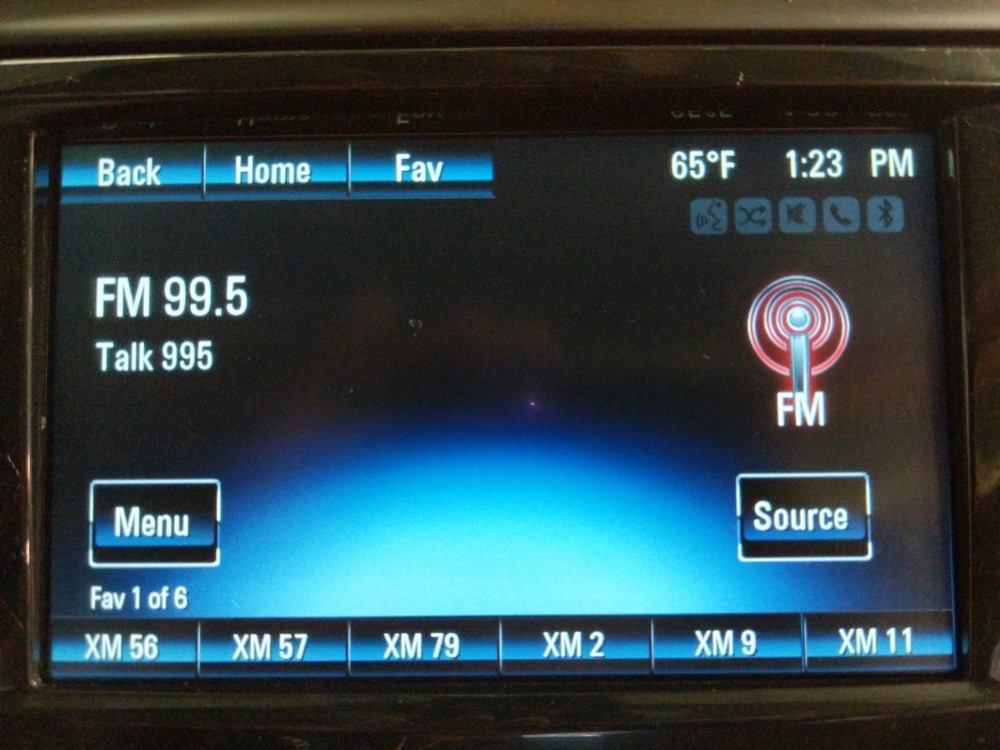 Back Home Fav 65°F 1:23 PM
FM 99.5
Talk 995
FM
Menu Source
Fav 1 of 6
XM 56 XM 57 XM 79 XM 2 XM 9 XM 11